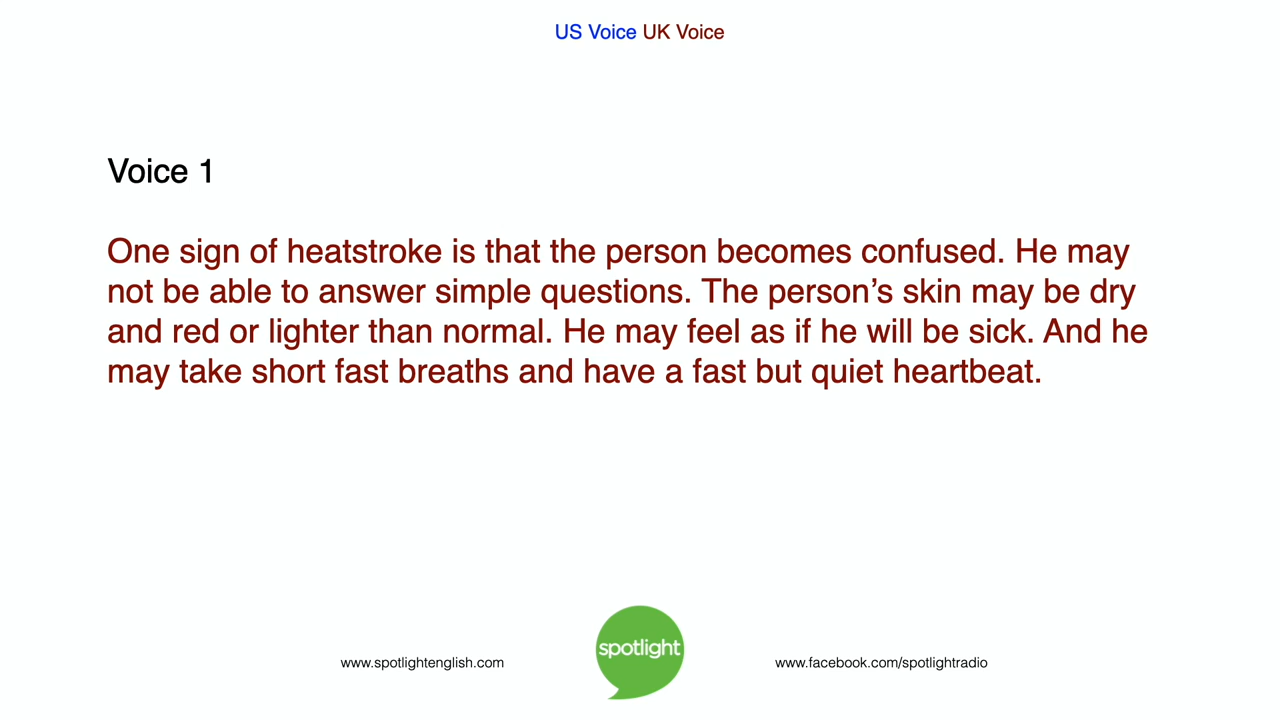 US Voice UK Voice
Voice 1
One sign of heatstroke is that the person becomes confused. He may
not be able to answer simple questions. The person’s skin may be dry
and red or lighter than normal. He may feel as if he will be sick. And he
may take short fast breaths and have a fast but quiet heartbeat.
spotlight
www.spotlightenglish.com
www.facebook.com/spotlightradio